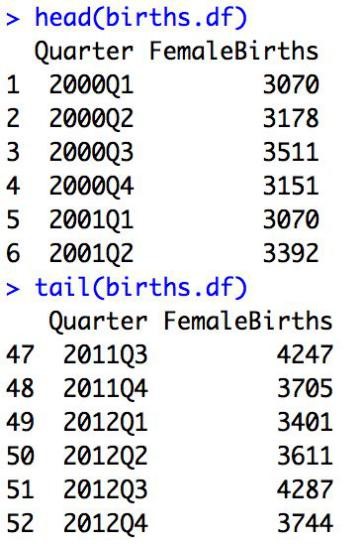 > head(births.df)
Quarter FemaleBirths
1 2000Q1 3070
2 2000Q2 3178
3 2000Q3 3511
4 2000Q4 3151
5 2001Q1 3070
6 2001Q2 3392
> tail(births.df)
Quarter FemaleBirths
47 2011Q3 4247
48 2011Q4 3705
49 2012Q1 3401
50 2012Q2 3611
51 2012Q3 4287
52 2012Q4 3744